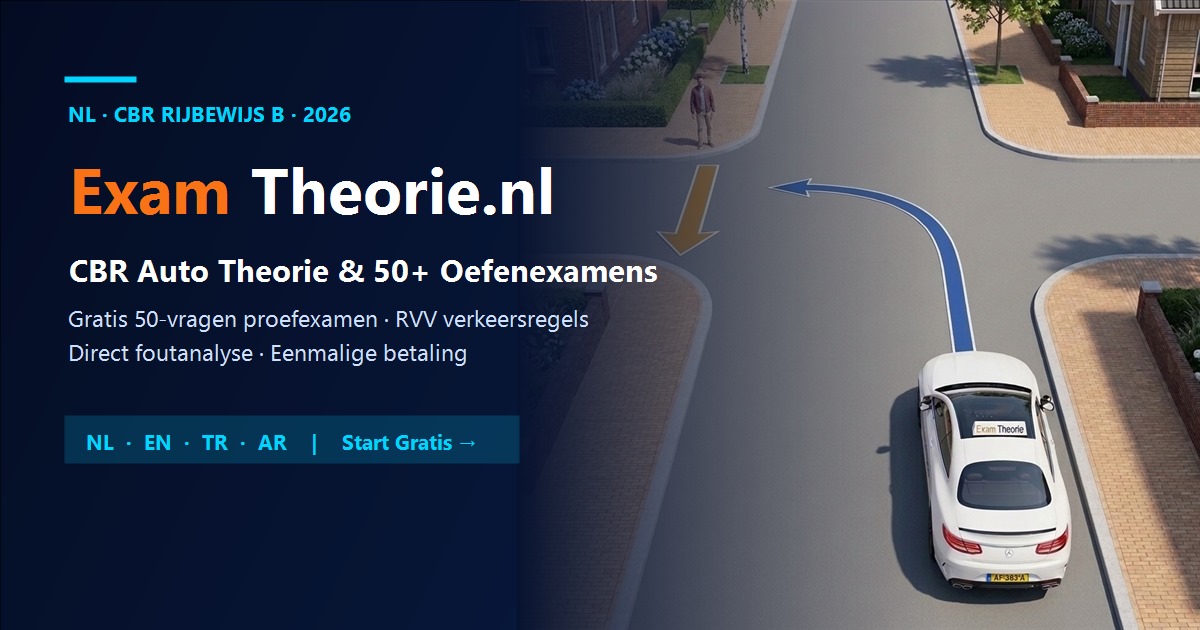 NL · CBR RIJBEWIJS B · 2026
Exam Theorie.nl
CBR Auto Theorie & 50+ Oefenexamens
Gratis 50-vragen proefexamen · RVV verkeersregels
Direct foutanalyse · Eenmalige betaling
NL · EN · TR · AR | Start Gratis →
Exam Theorie